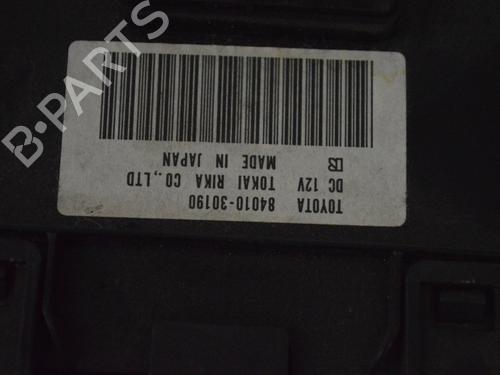 TOYOTA 84010-30190
DC 12V TOKAI RIKA CO.,LTD
MADE IN JAPAN
B-PARTS